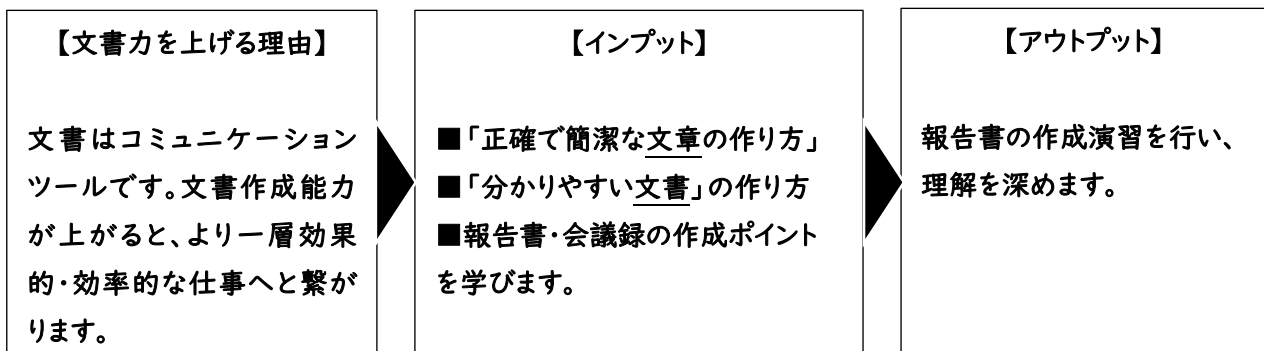 【文書力を上げる理由】
文書はコミュニケーション
ツールです。文書作成能力
が上がると、より一層効果
的・効率的な仕事へと繋が
ります。
【インプット】
■「正確で簡潔な文章の作り方」
■「分かりやすい文書」の作り方
■報告書・会議録の作成ポイント
を学びます。
【アウトプット】
報告書の作成演習を行い、
理解を深めます。